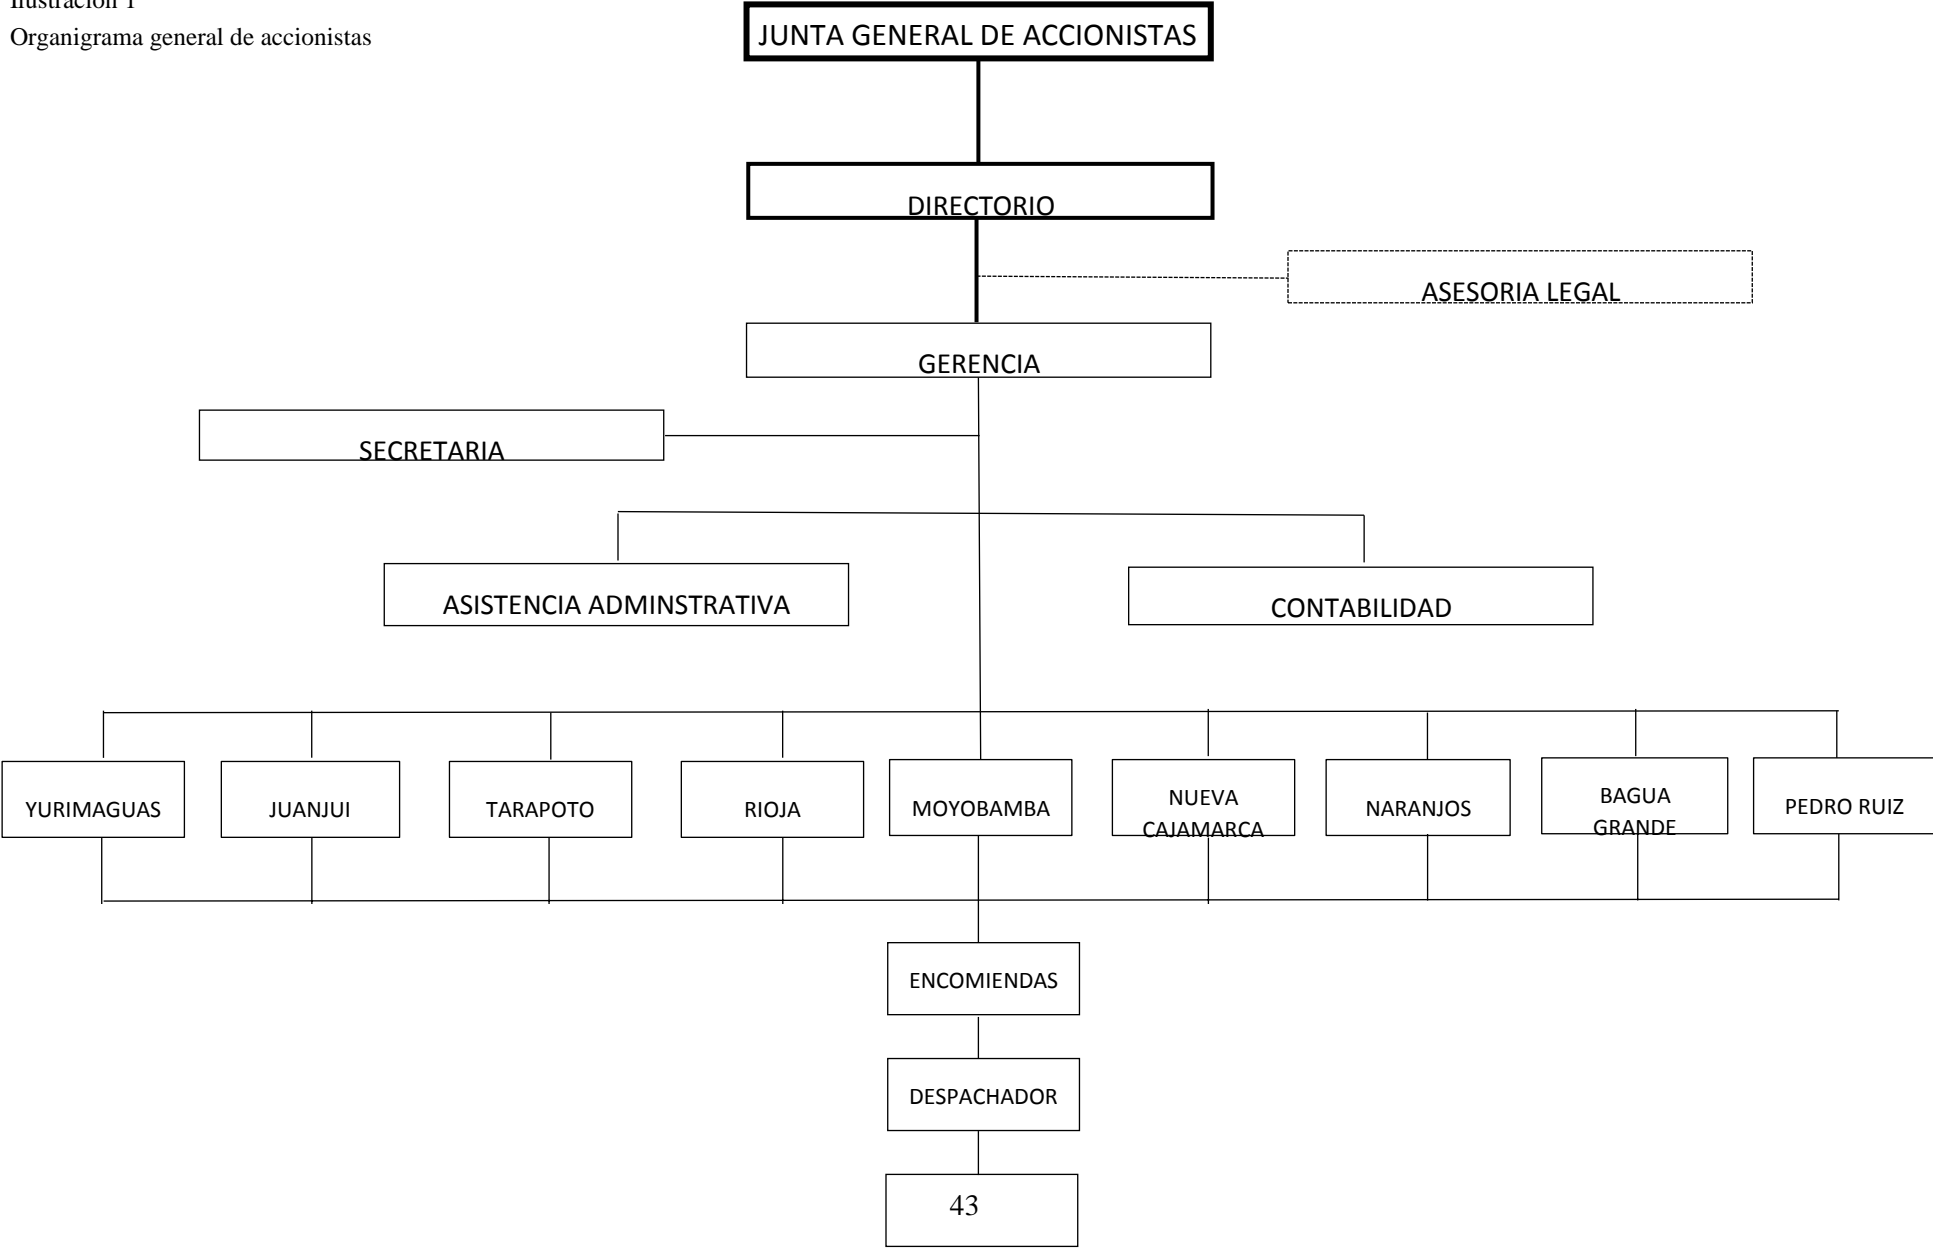 Ilustración 1
Organigrama general de accionistas
JUNTA GENERAL DE ACCIONISTAS
DIRECTORIO
ASESORIA LEGAL
GERENCIA
SECRETARIA
ASISTENCIA ADMINSTRATIVA
CONTABILIDAD
YURIMAGUAS
JUANJUI
TARAPOTO
RIOJA
MOYOBAMBA
NUEVA
CAJAMARCA
NARANJOS
BAGUA
GRANDE
PEDRO RUIZ
ENCOMIENDAS
DESPACHADOR
43